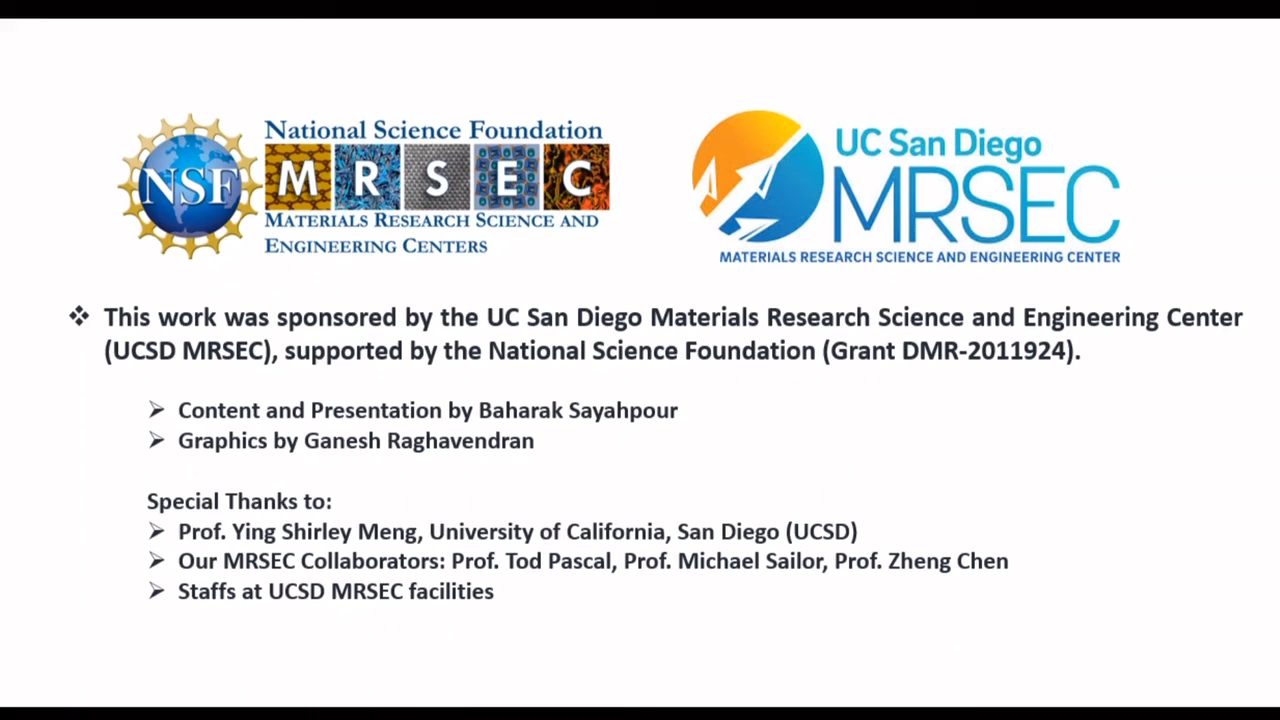 National Science Foundation
NSF
M R S E C
MATERIALS RESEARCH SCIENCE AND
ENGINEERING CENTERS
UC San Diego
MRSEC
MATERIALS RESEARCH SCIENCE AND ENGINEERING CENTER
❖ This work was sponsored by the UC San Diego Materials Research Science and Engineering Center
(UCSD MRSEC), supported by the National Science Foundation (Grant DMR-2011924).
➢ Content and Presentation by Baharak Sayahpour
➢ Graphics by Ganesh Raghavendran
Special Thanks to:
➢ Prof. Ying Shirley Meng, University of California, San Diego (UCSD)
➢ Our MRSEC Collaborators: Prof. Tod Pascal, Prof. Michael Sailor, Prof. Zheng Chen
➢ Staffs at UCSD MRSEC facilities